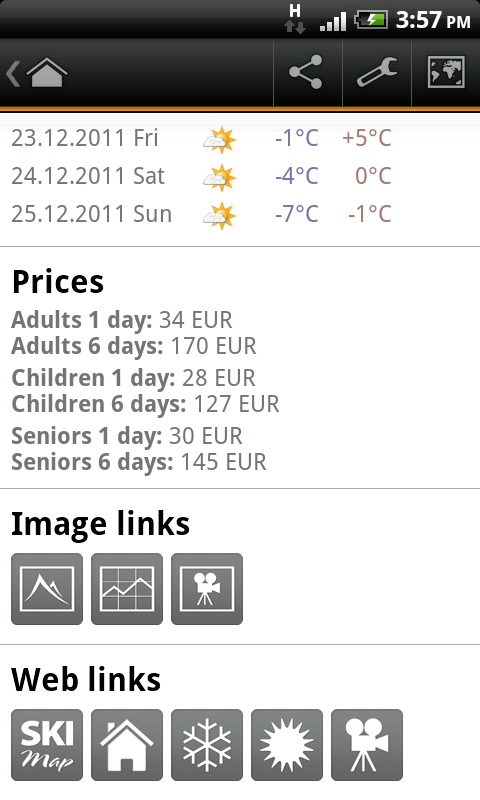 H
3:57 PM
23.12.2011 Fri -1°C +5°C
24.12.2011 Sat -4°C 0°C
25.12.2011 Sun -7°C -1°C
Prices
Adults 1 day: 34 EUR
Adults 6 days: 170 EUR
Children 1 day: 28 EUR
Children 6 days: 127 EUR
Seniors 1 day: 30 EUR
Seniors 6 days: 145 EUR
Image links
Web links
SKI
Map